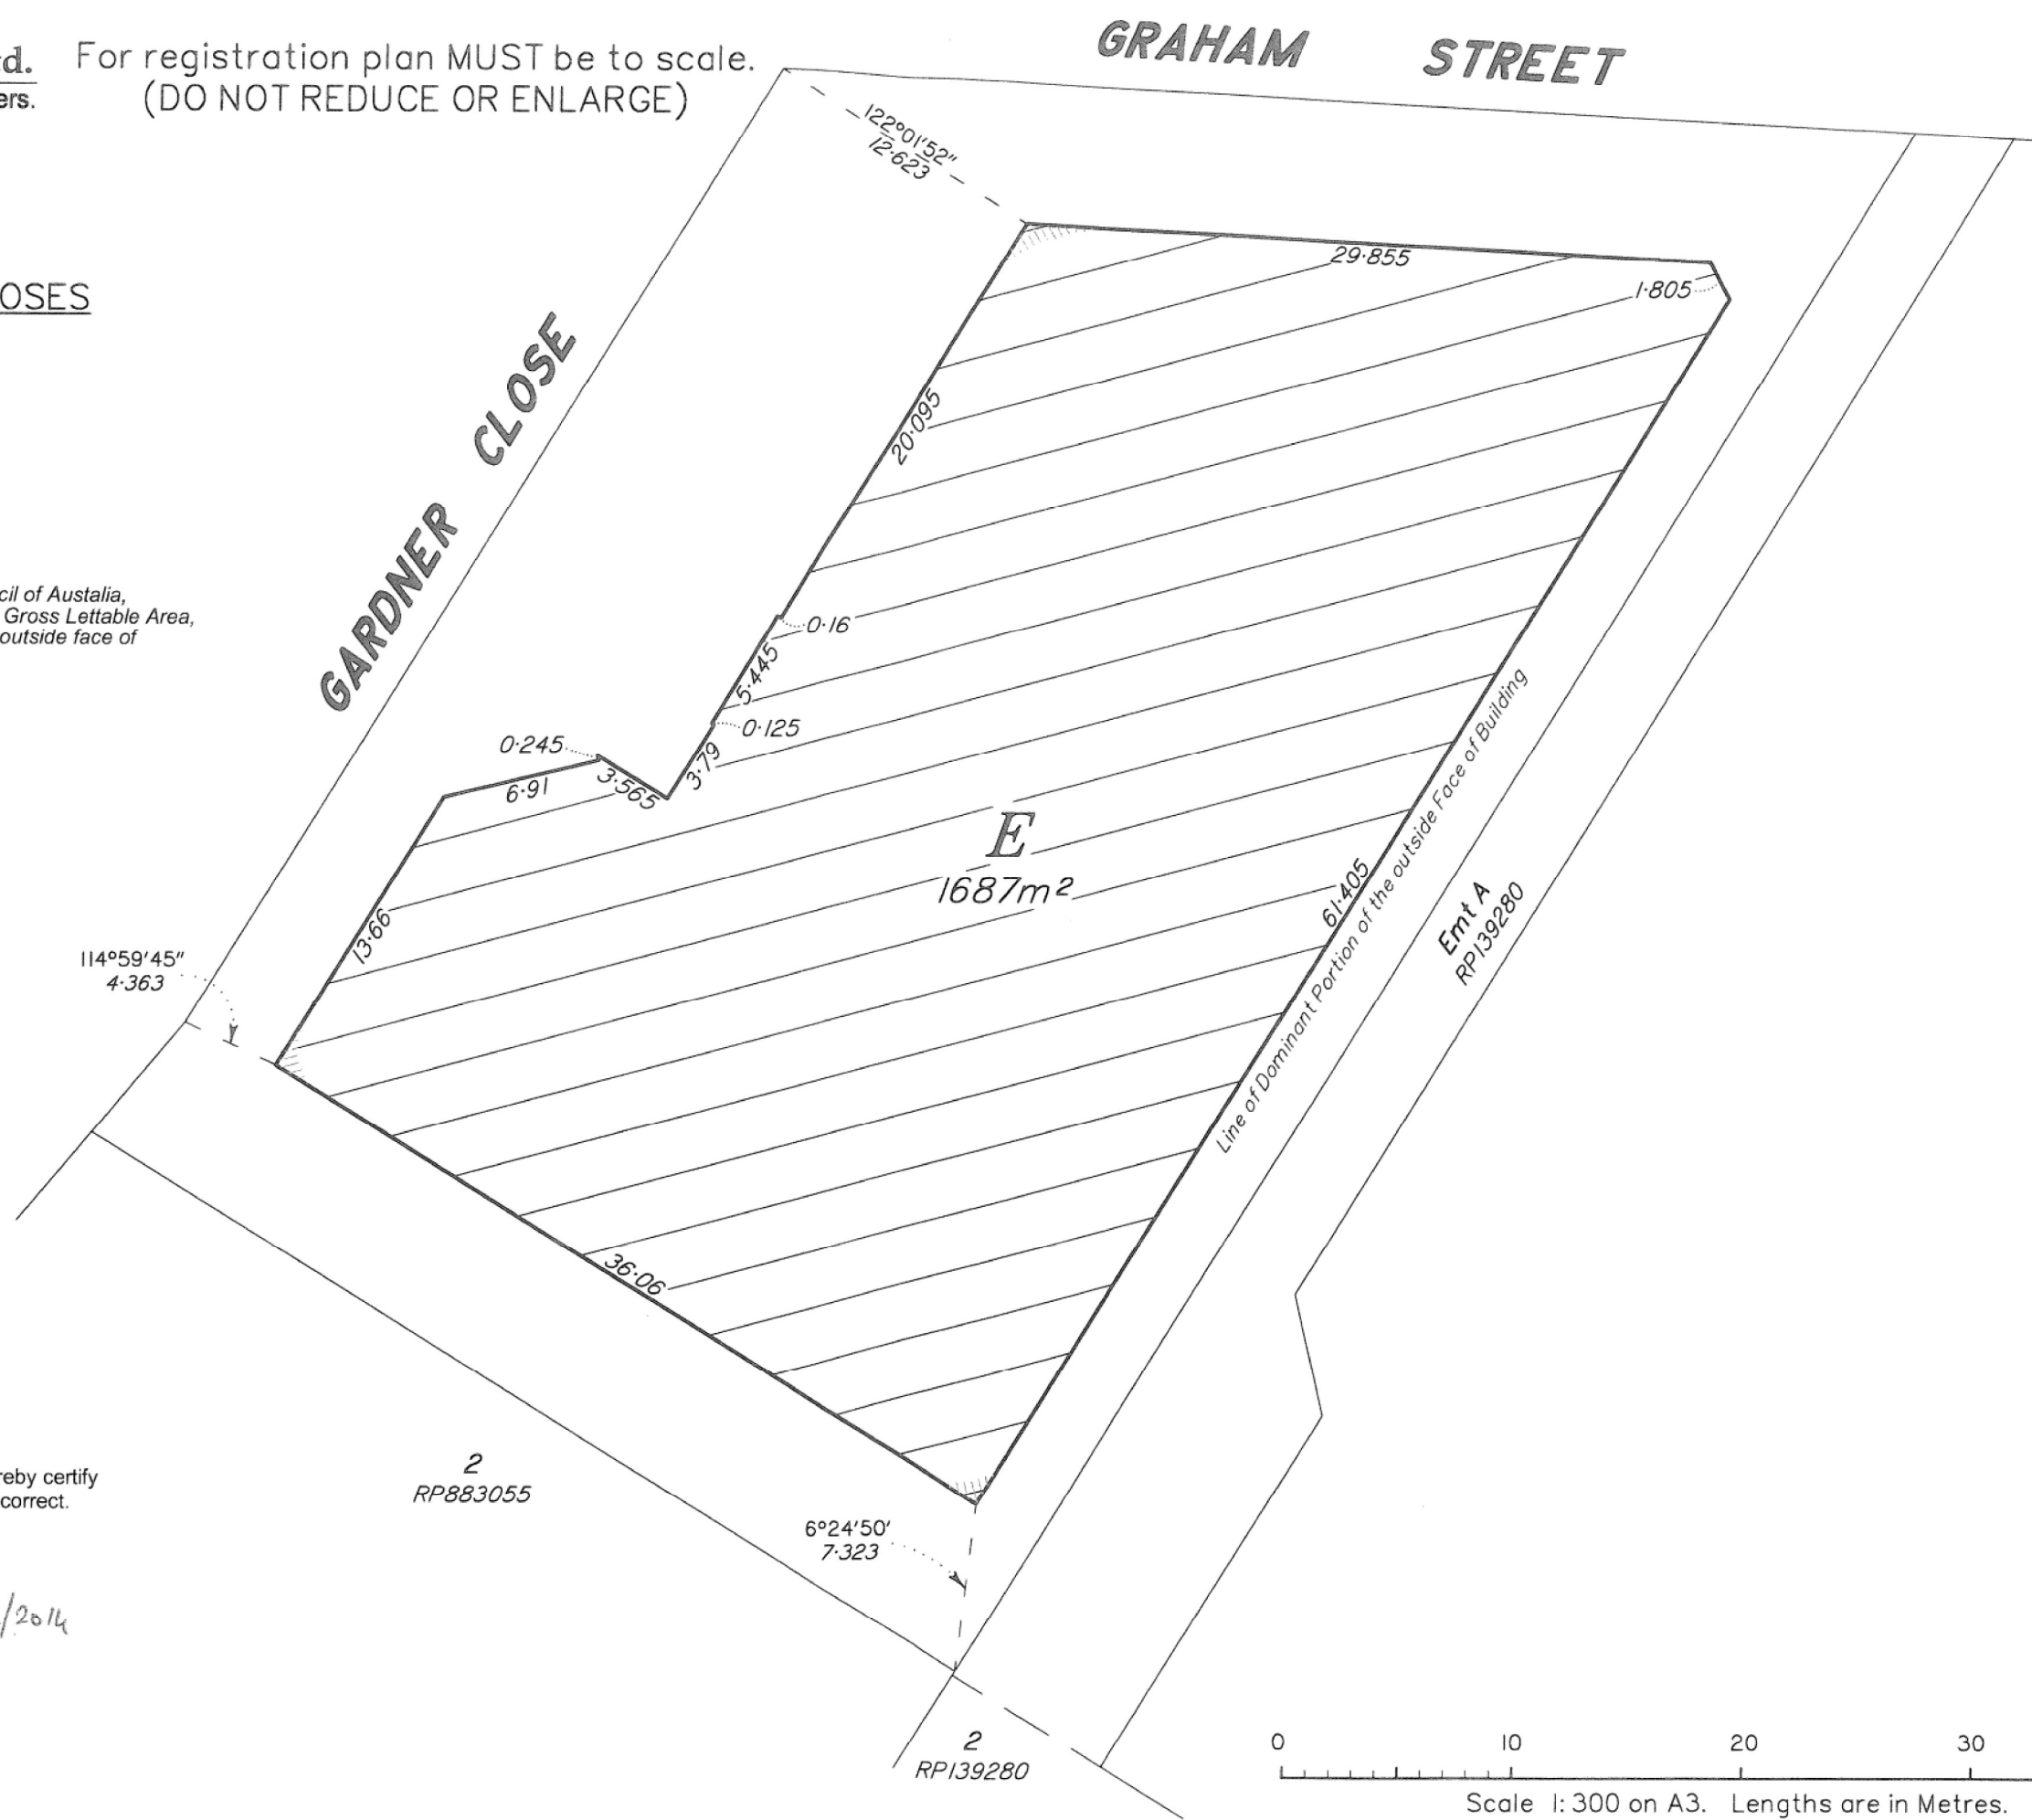 d. For registration plan MUST be to scale.
ers. (DO NOT REDUCE OR ENLARGE)
GRAHAM STREET
122°01'52"
12·623
OSES
29·855
1·805
GARDNER CLOSE
20·095
cil of Austalia,
Gross Lettable Area,
outside face of
0·16
5·445
0·125
3·79
0·245
6·91
3·565
E
1687m²
61·405
Line of Dominant Portion of the outside Face of Building
Emt A
RP139280
13·66
114°59'45"
4·363
36·06
2
RP883055
reby certify
correct.
6°24'50'
7·323
/2014
2
RP139280
0 10 20 30
Scale 1:300 on A3. Lengths are in Metres.